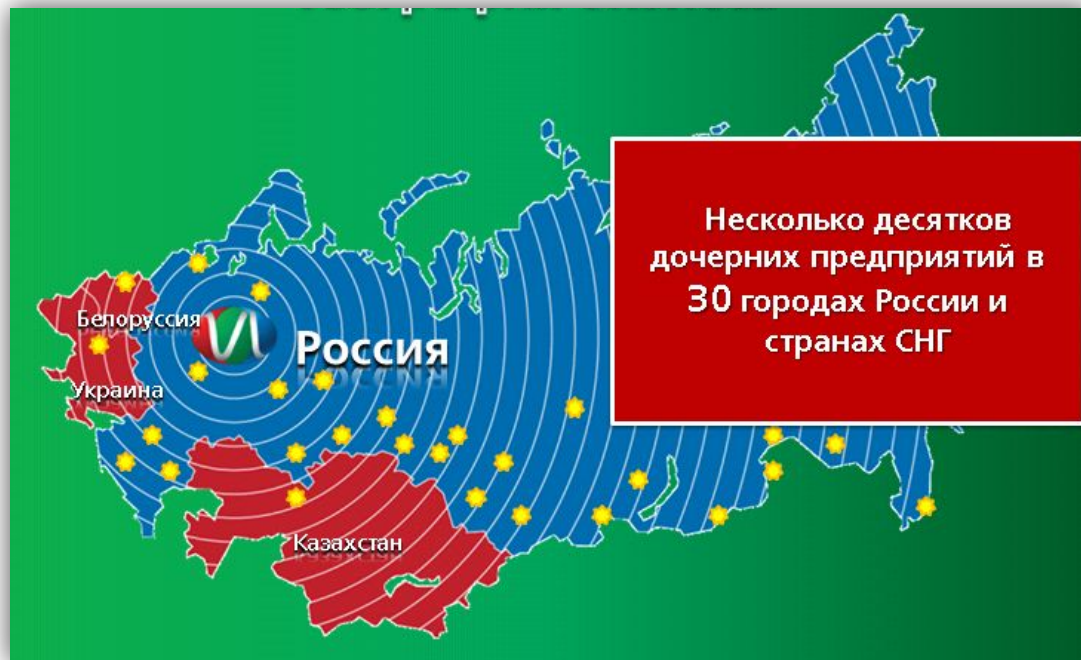 Несколько десятков
дочерних предприятий в
30 городах России и
странах СНГ
Белоруссия
Россия
Украина
Казахстан